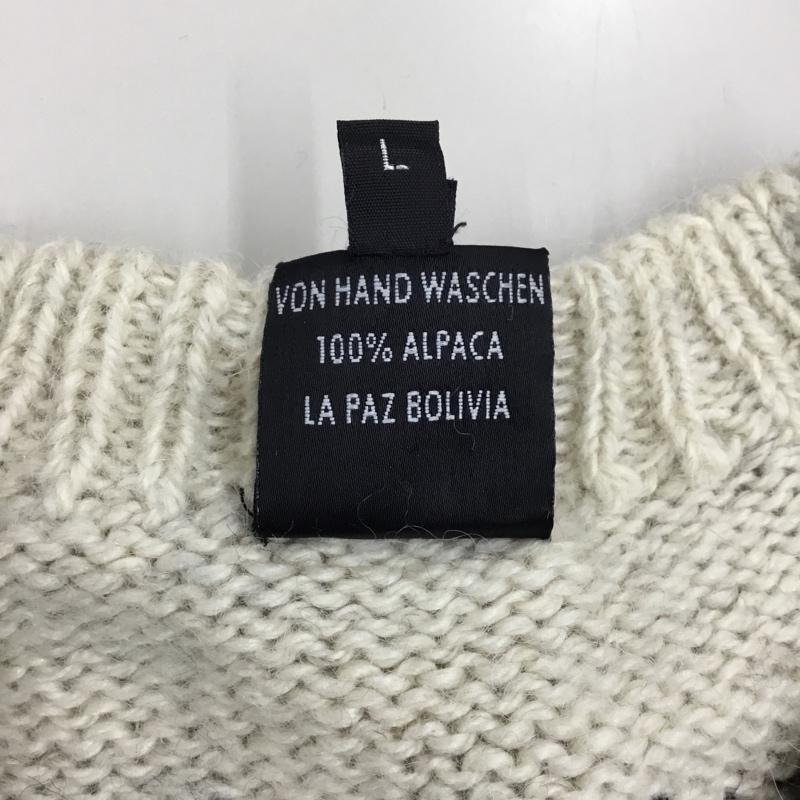 L
VON HAND WASCHEN
100% ALPACA
LA PAZ BOLIVIA